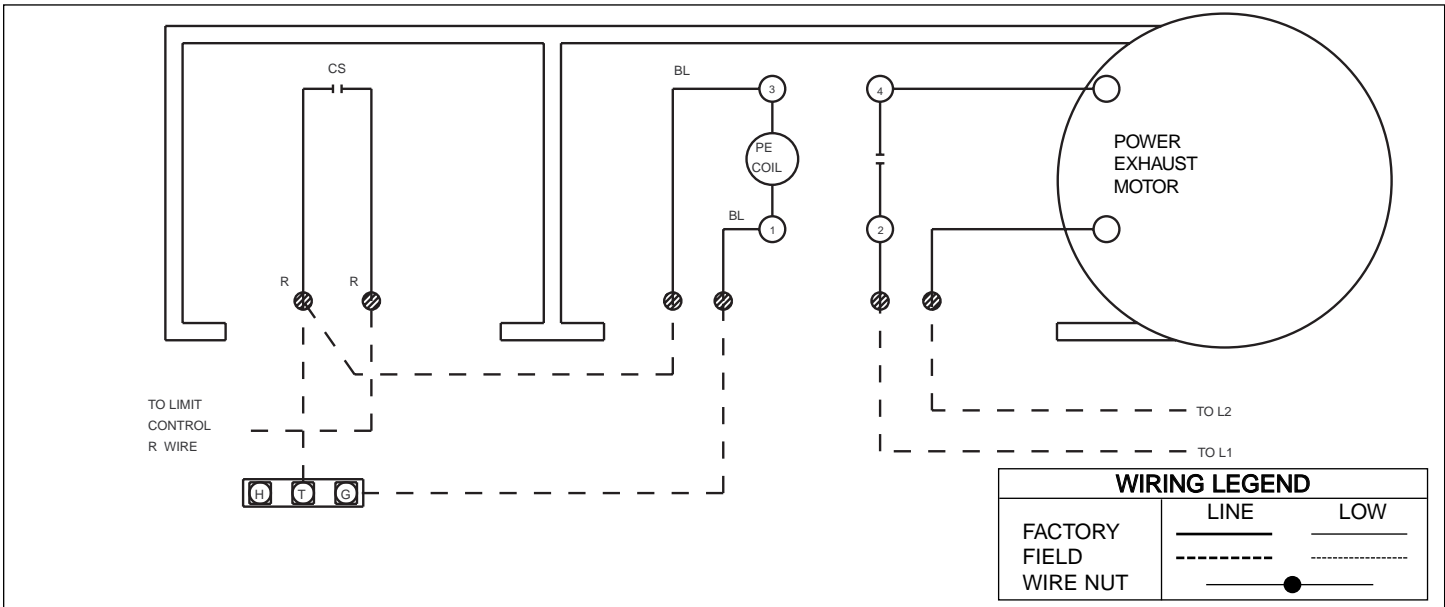 CS
BL
3
4
PE
COIL
POWER
EXHAUST
MOTOR
BL
1
2
R
R
TO LIMIT
CONTROL
R WIRE
TO L2
TO L1
H T G
WIRING LEGEND
LINE LOW
FACTORY
FIELD
WIRE NUT